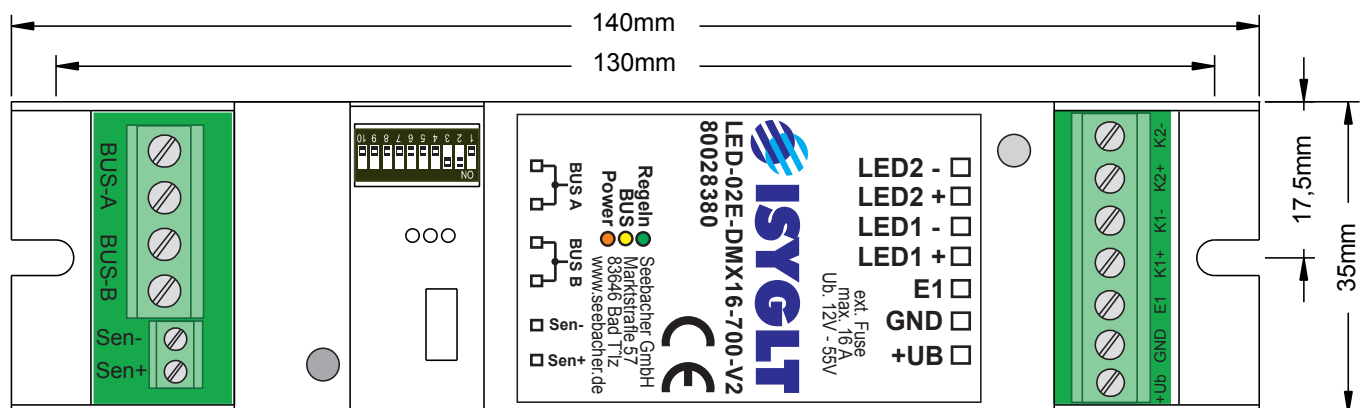 140mm
130mm
17,5mm
35mm
BUS-A
BUS-B
Sen-
Sen+
1 2 3 4 5 6 7 8 9 10
ON
BUS A
BUS B
Sen-
Sen+
Regeln
BUS
Power
Seebacher GmbH
Marktstrafle 57
83646 Bad T'lz
www.seebacher.de
LED-02E-DMX16-700-V2
80028380
ISYGLT
CE
ext. Fuse
max. 16 A
Ub. 12V - 55V
LED2 -
LED2 +
LED1 -
LED1 +
E1
GND
+UB
K2-
K2+
K1-
K1+
E1
GND
+Ub